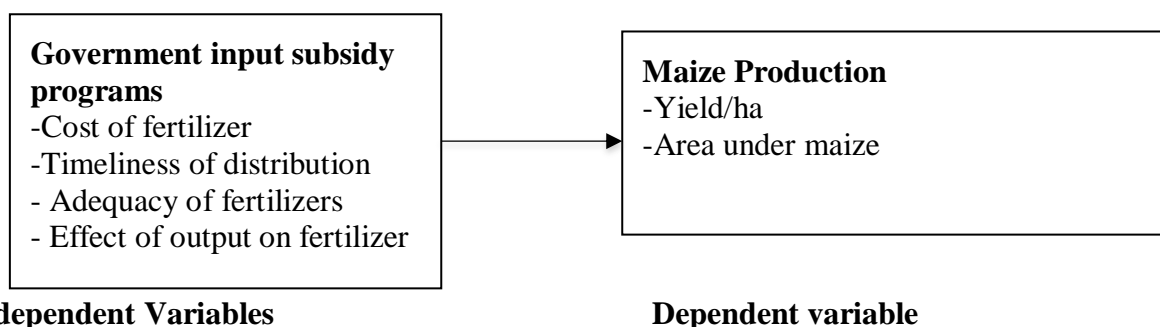 Government input subsidy
programs
-Cost of fertilizer
-Timeliness of distribution
- Adequacy of fertilizers
- Effect of output on fertilizer
Maize Production
-Yield/ha
-Area under maize
dependent Variables
Dependent variable